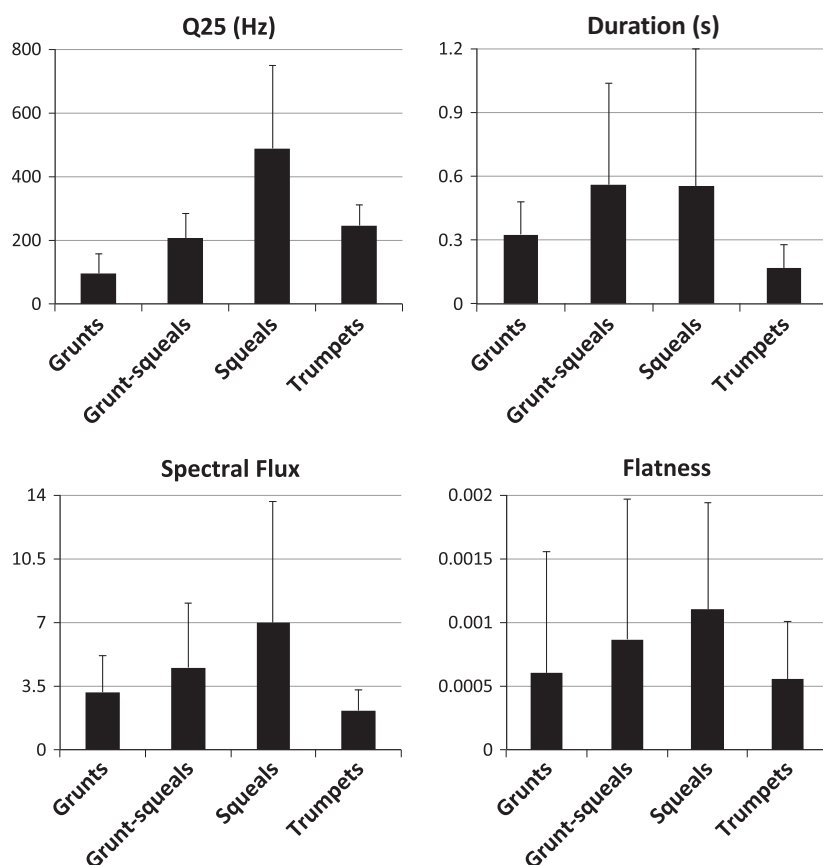 Q25 (Hz)
800
600
400
200
0
Grunts
Grunt-squeals
Squeals
Trumpets
Duration (s)
1.2
0.9
0.6
0.3
0
Grunts
Grunt-squeals
Squeals
Trumpets
Spectral Flux
14
10.5
7
3.5
0
Grunts
Grunt-squeals
Squeals
Trumpets
Flatness
0.002
0.0015
0.001
0.0005
0
Grunts
Grunt-squeals
Squeals
Trumpets